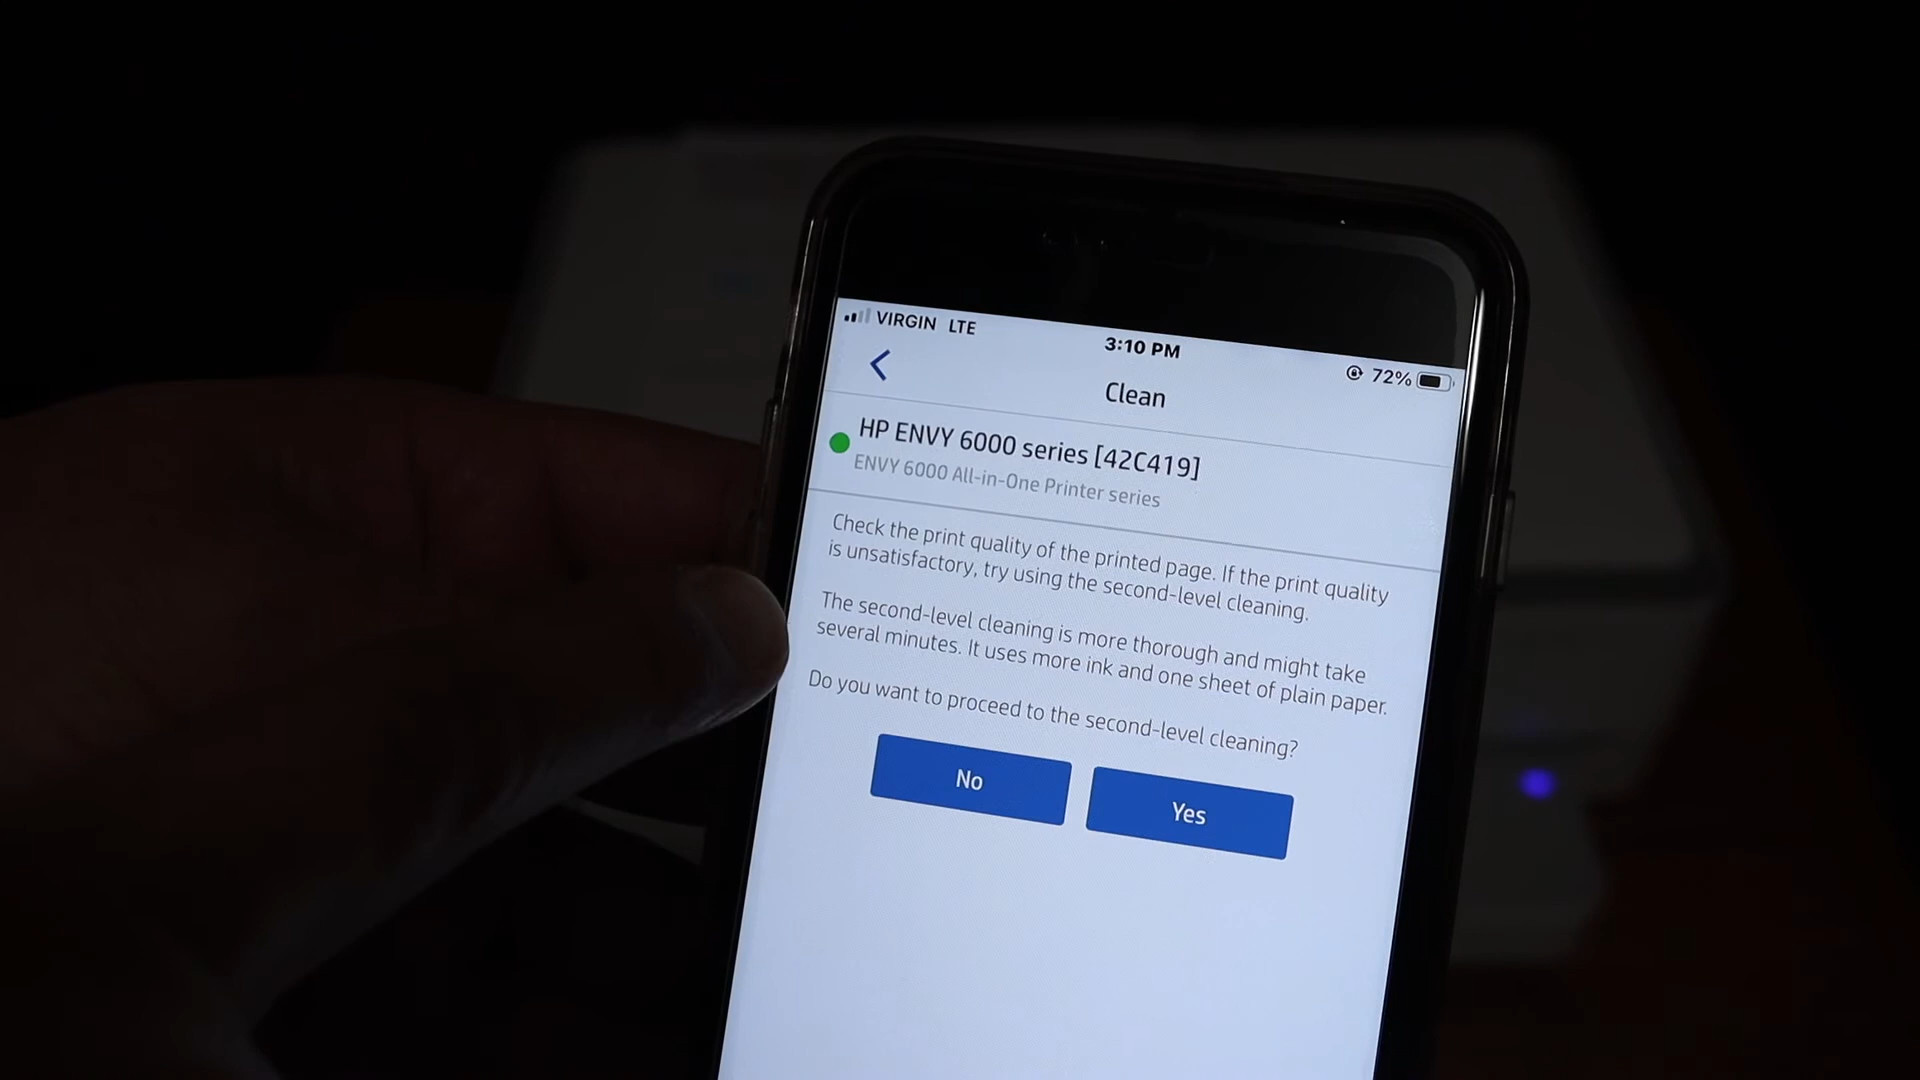 VIRGIN LTE
3:10 PM
72%
Clean
HP ENVY 6000 series [42C419]
ENVY 6000 All-in-One Printer series
Check the print quality of the printed page. If the print quality
is unsatisfactory, try using the second-level cleaning.
The second-level cleaning is more thorough and might take
several minutes. It uses more ink and one sheet of plain paper.
Do you want to proceed to the second-level cleaning?
No
Yes